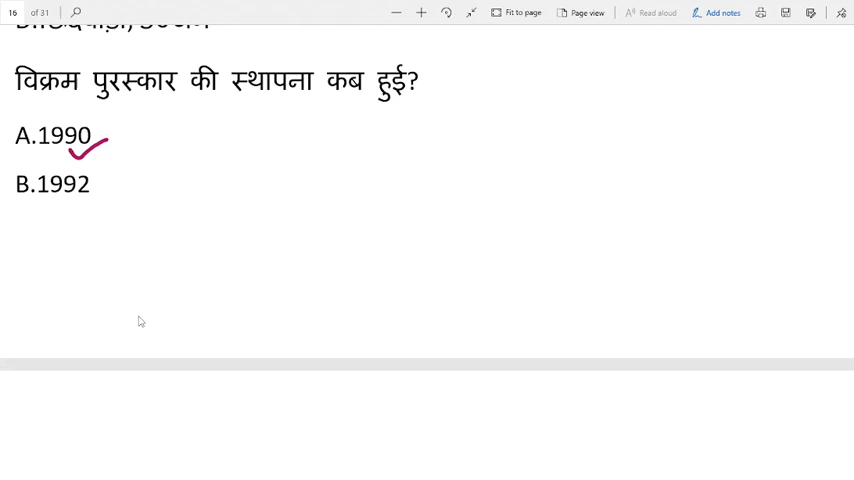 16 of 31 Fit to page Page view Read aloud Add notes
विक्रम पुरस्कार की स्थापना कब हुई?
A.1990
B.1992